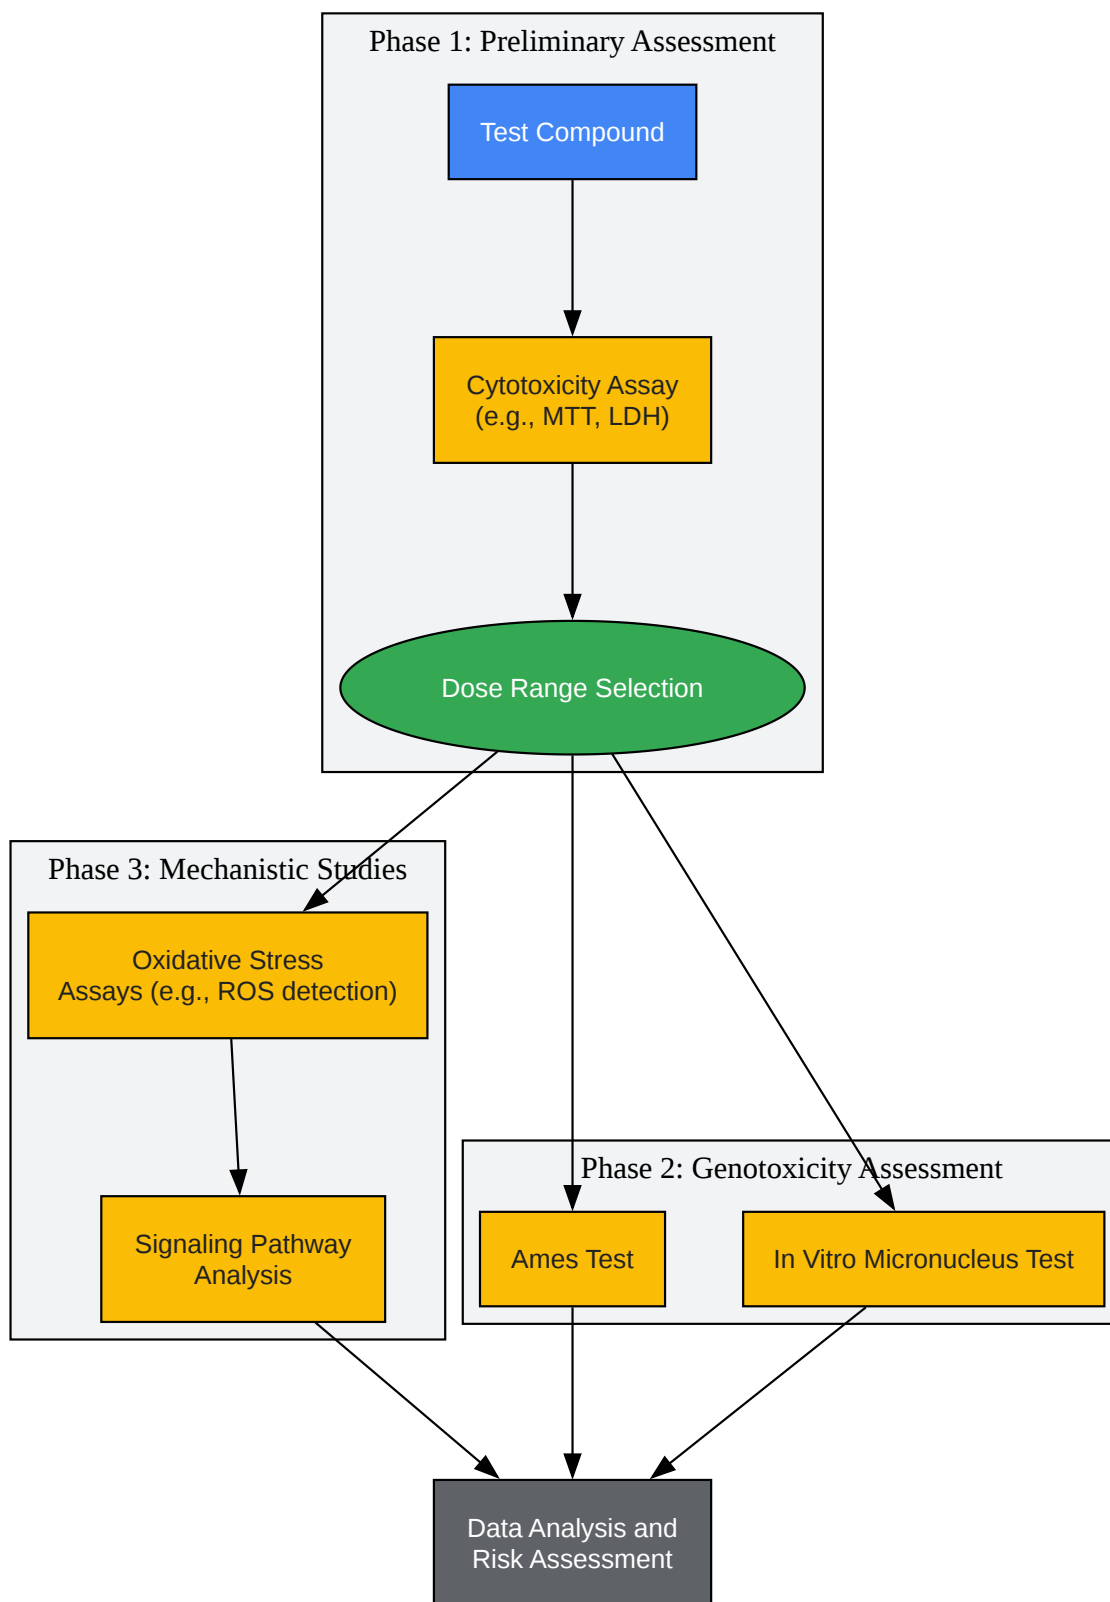 Phase 1: Preliminary Assessment
Test Compound
Cytotoxicity Assay
(e.g., MTT, LDH)
Dose Range Selection
Phase 3: Mechanistic Studies
Oxidative Stress
Assays (e.g., ROS detection)
Signaling Pathway
Analysis
Phase 2: Genotoxicity Assessment
Ames Test
In Vitro Micronucleus Test
Data Analysis and
Risk Assessment